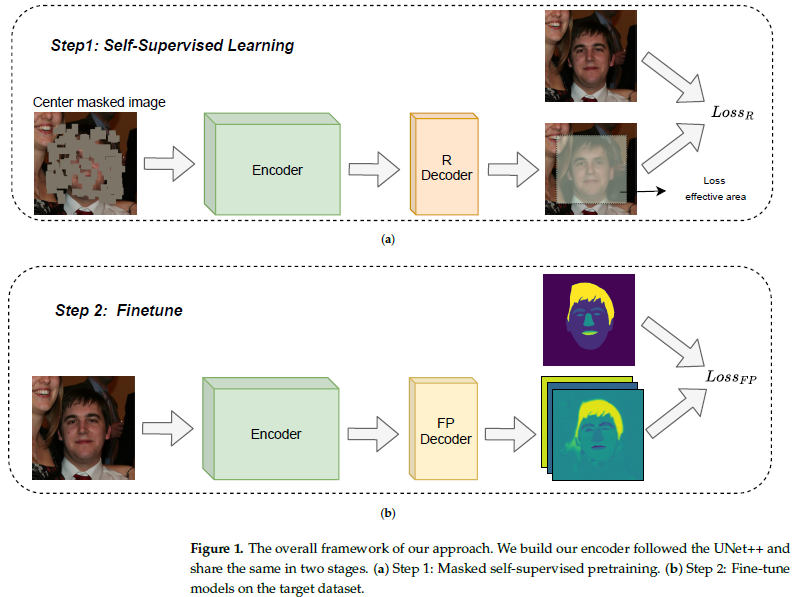 Step1: Self-Supervised Learning
Center masked image
Encoder
R
Decoder
Loss_R
Loss
effective area
(a)
Step 2: Finetune
Encoder
FP
Decoder
Loss_FP
(b)
Figure 1. The overall framework of our approach. We build our encoder followed the UNet++ and
share the same in two stages. (a) Step 1: Masked self-supervised pretraining. (b) Step 2: Fine-tune
models on the target dataset.